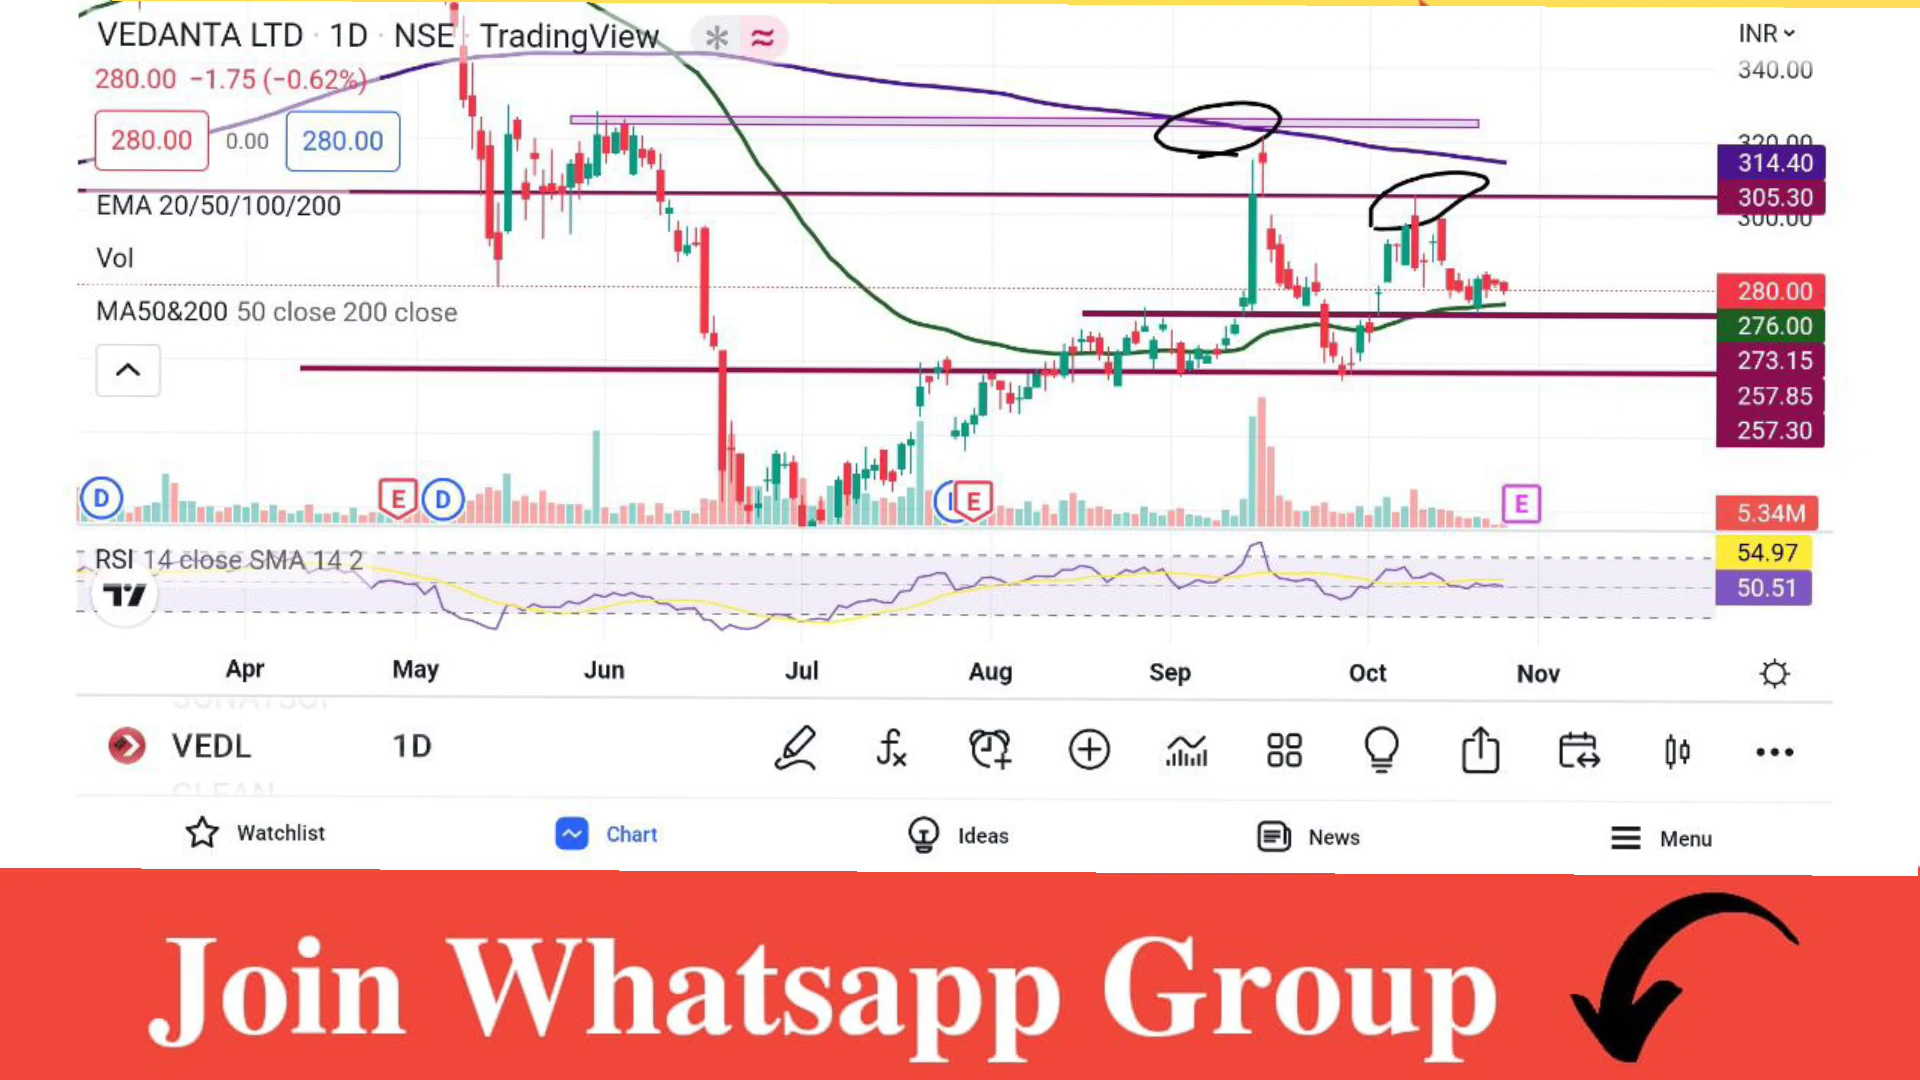 VEDANTA LTD · 1D · NSE TradingView
INR
280.00 −1.75 (−0.62%)
340.00
280.00 0.00 280.00
320.00
314.40
EMA 20/50/100/200
305.30
300.00
Vol
280.00
MA50&200 50 close 200 close
276.00
273.15
257.85
257.30
D E D E E
5.34M
RSI 14 close SMA 14 2
54.97
50.51
Apr May Jun Jul Aug Sep Oct Nov
VEDL 1D
Watchlist Chart Ideas News Menu
Join Whatsapp Group